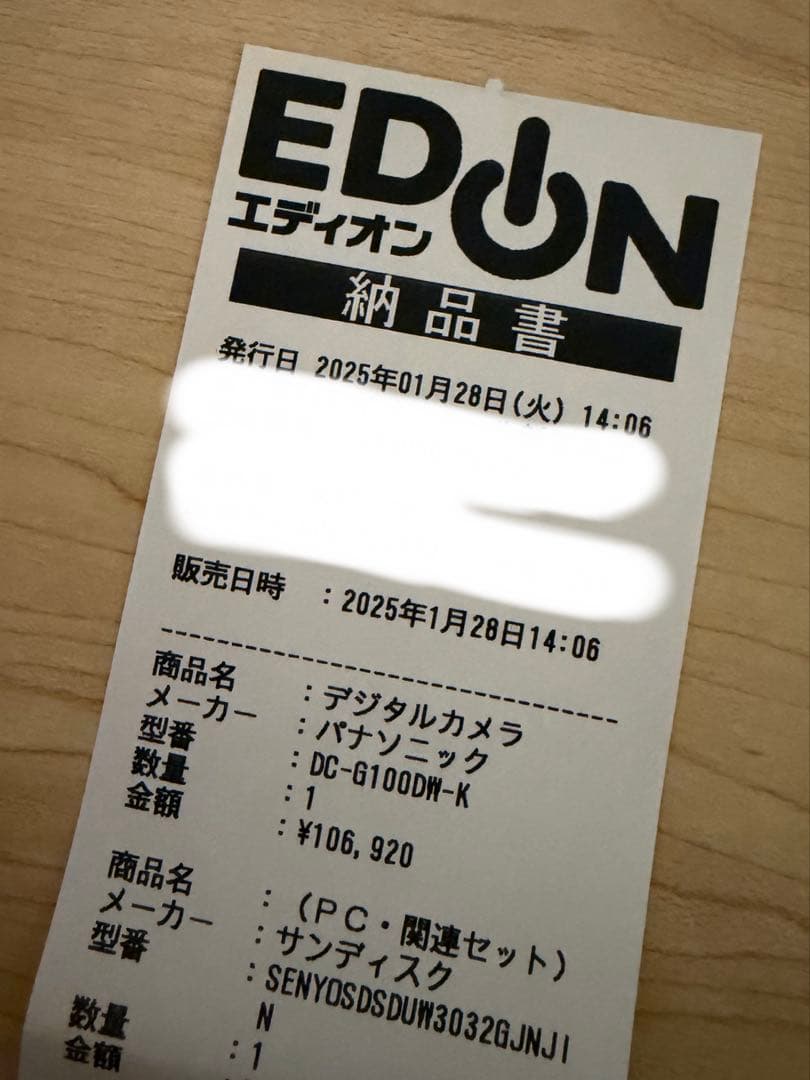 EDION
エディオン
納品書
発行日 2025年01月28日(火) 14:06
販売日時 :2025年1月28日14:06
商品名 :デジタルカメラ
メーカー :パナソニック
型番 :DC-G100DW-K
数量 :1
金額 :¥106,920
商品名 :(PC・関連セット)
メーカー :サンディスク
型番 :SENYOSDSDUW3032GJNJI
N
数量 :1
金額 :